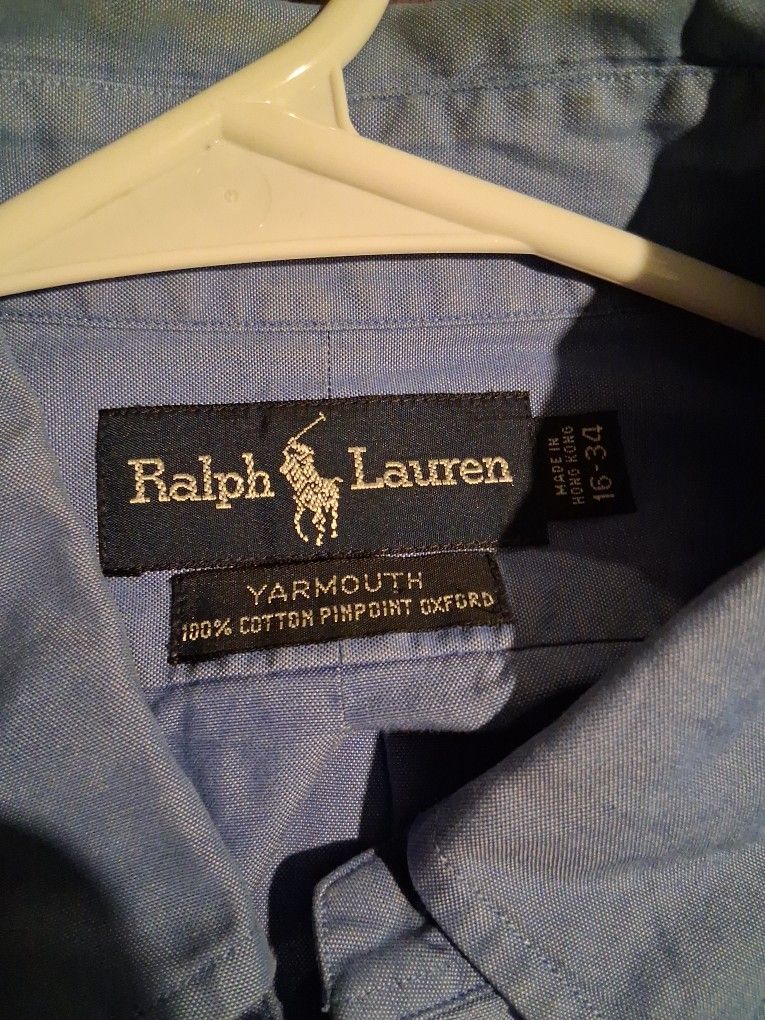 Ralph Lauren
YARMOUTH
100% COTTON PINPOINT OXFORD
MADE IN
HONG KONG
16-34